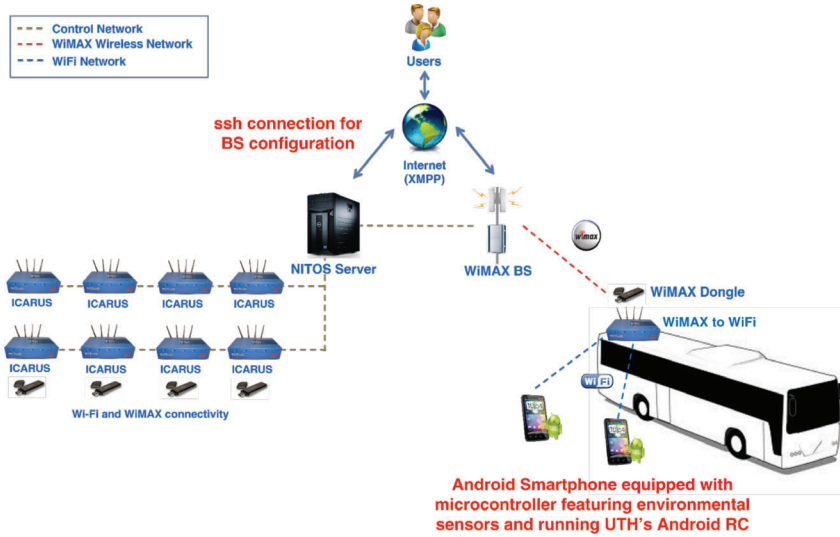 Control Network
WiMAX Wireless Network
WiFi Network
Users
ssh connection for
BS configuration
Internet
(XMPP)
NITOS Server
WiMAX BS
wimax
WiMAX Dongle
WiMAX to WiFi
ICARUS ICARUS ICARUS ICARUS
ICARUS ICARUS ICARUS ICARUS
Wi-Fi and WiMAX connectivity
Wi Fi
Android Smartphone equipped with
microcontroller featuring environmental
sensors and running UTH's Android RC